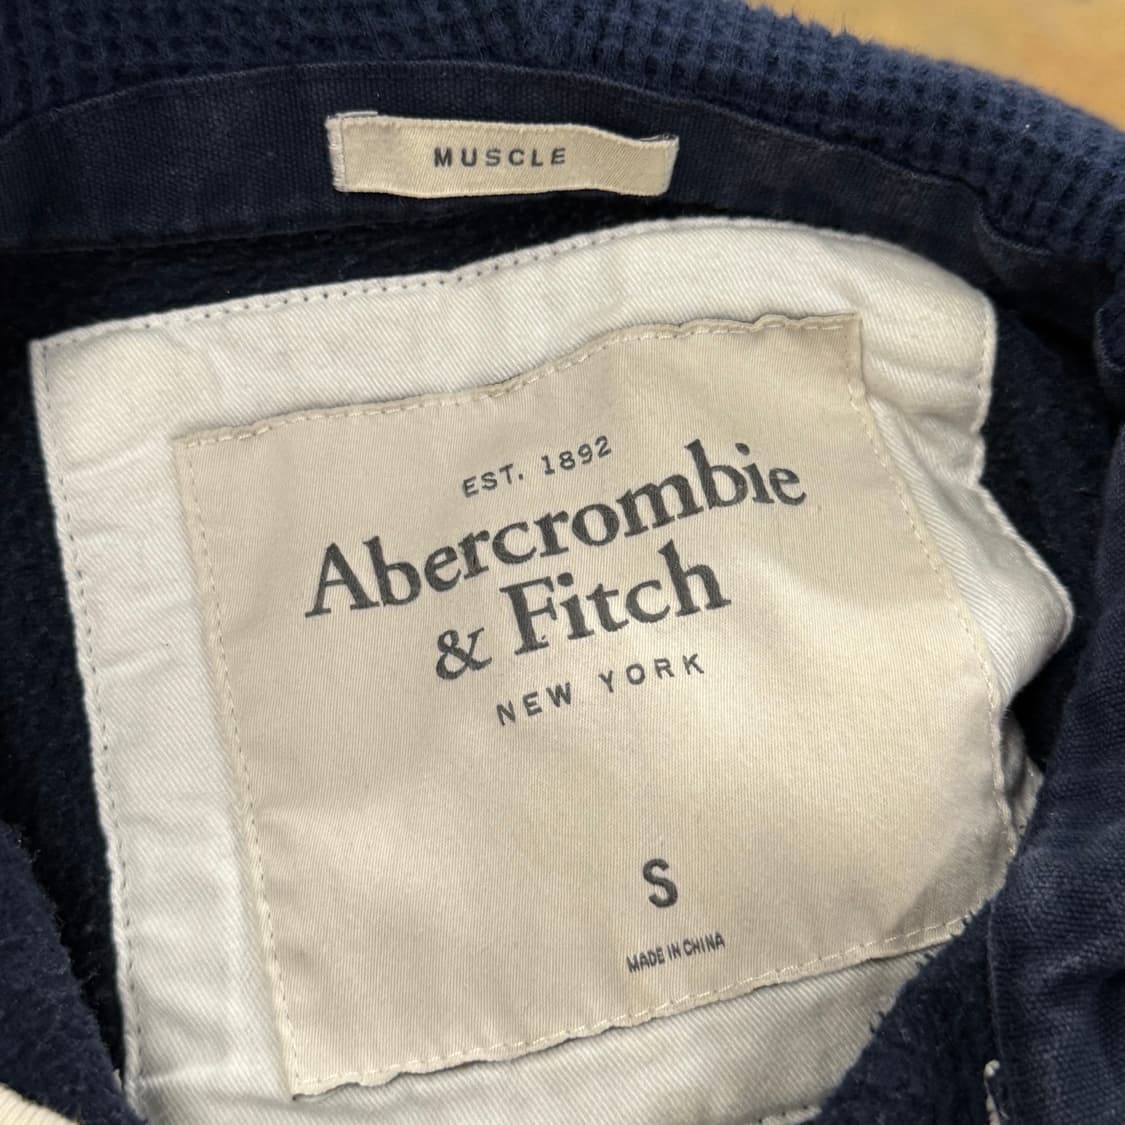 MUSCLE
EST. 1892
Abercrombie
& Fitch
NEW YORK
S
MADE IN CHINA